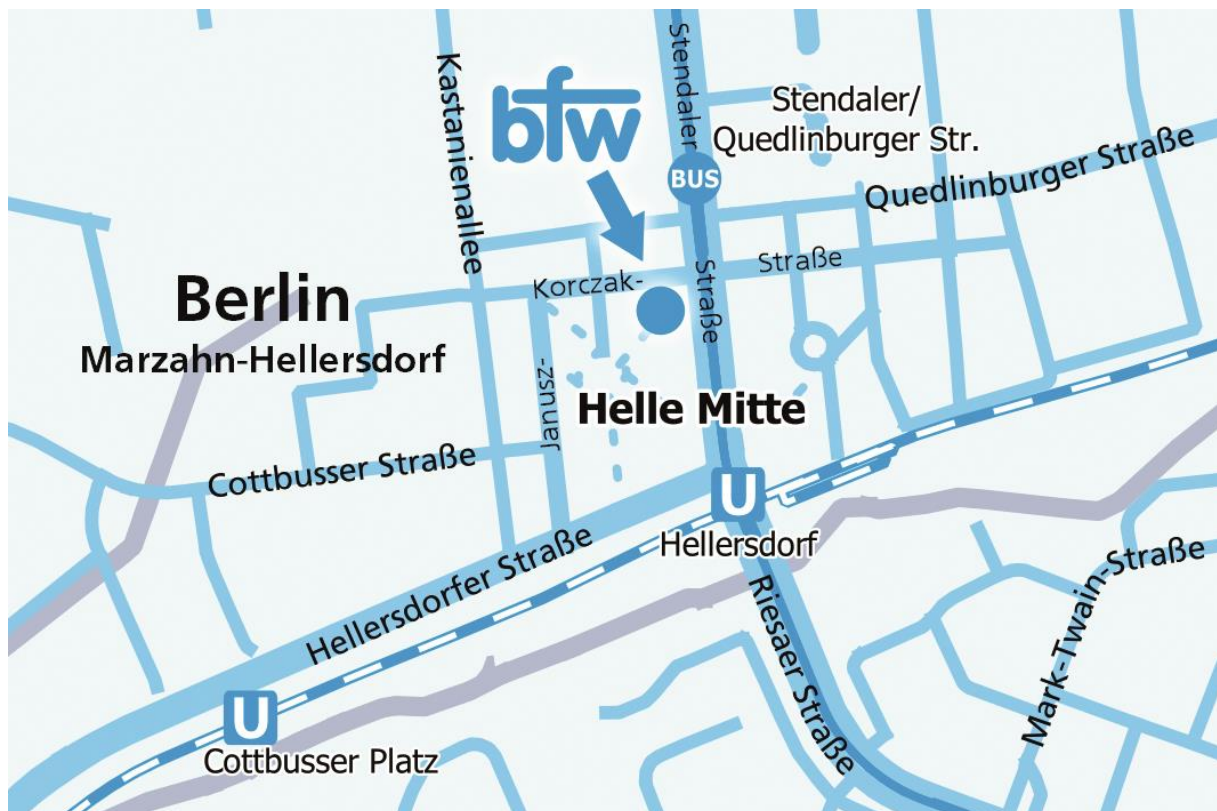 Kastanienallee
bfw
Stendaler
Straße
Stendaler/
Quedlinburger Str.
BUS
Quedlinburger Straße
Korczak-
Straße
Berlin
Marzahn-Hellersdorf
Janusz-
Helle Mitte
Cottbusser Straße
U
Hellersdorf
Hellersdorfer Straße
Riesaer Straße
Mark-Twain-Straße
U
Cottbusser Platz